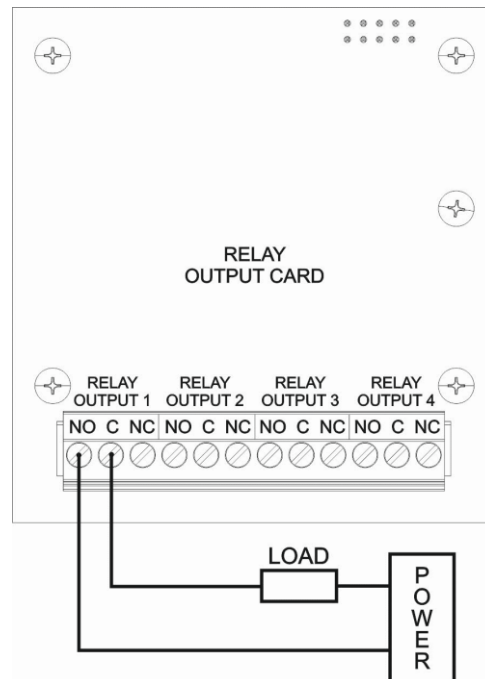 RELAY
OUTPUT CARD
RELAY OUTPUT 1 RELAY OUTPUT 2 RELAY OUTPUT 3 RELAY OUTPUT 4
NO C NC NO C NC NO C NC NO C NC
LOAD
POWER